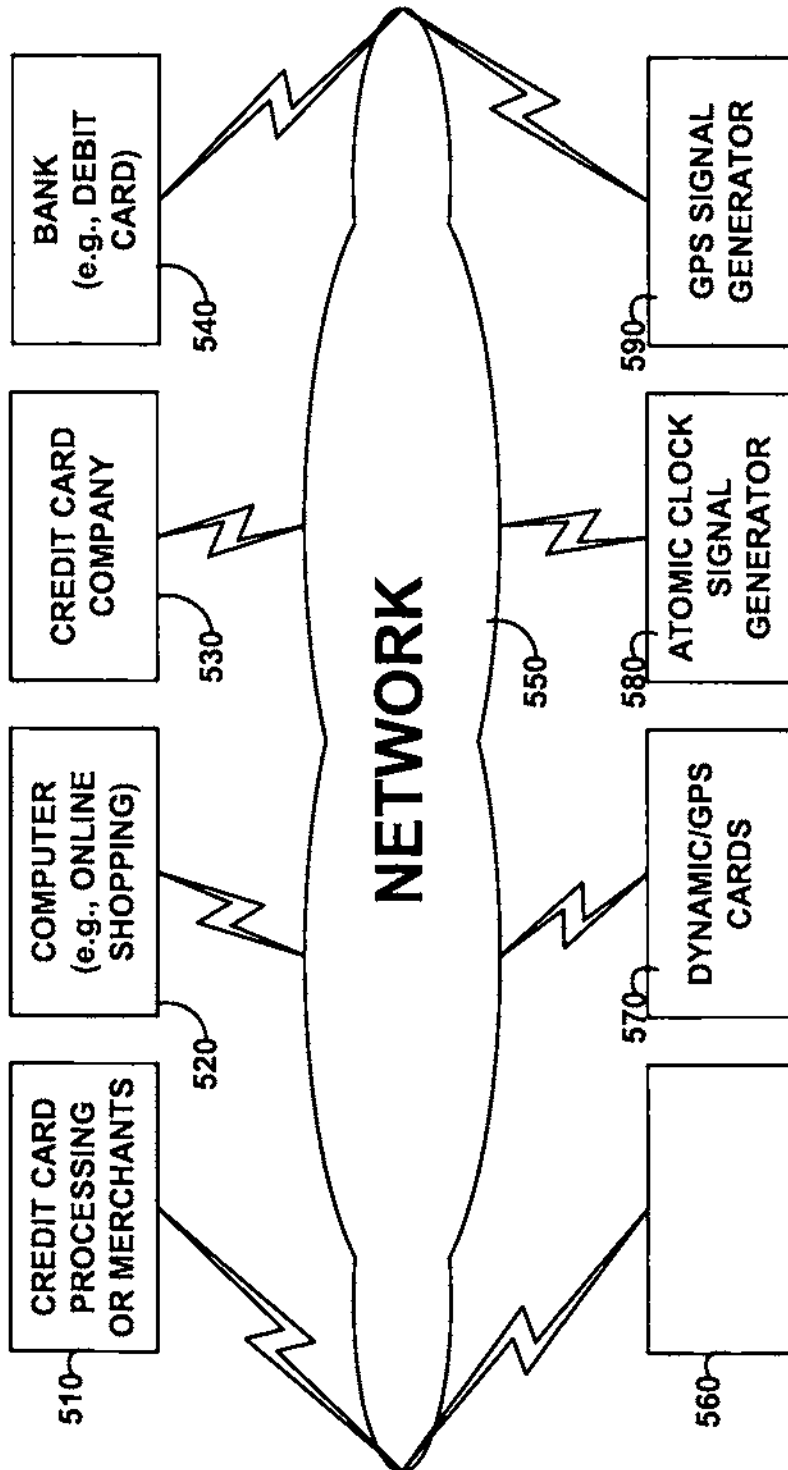 CREDIT CARD
PROCESSING
OR MERCHANTS
510
COMPUTER
(e.g., ONLINE
SHOPPING)
520
CREDIT CARD
COMPANY
530
BANK
(e.g., DEBIT
CARD)
540
NETWORK
550
560
570
DYNAMIC/GPS
CARDS
580
ATOMIC CLOCK
SIGNAL
GENERATOR
590
GPS SIGNAL
GENERATOR